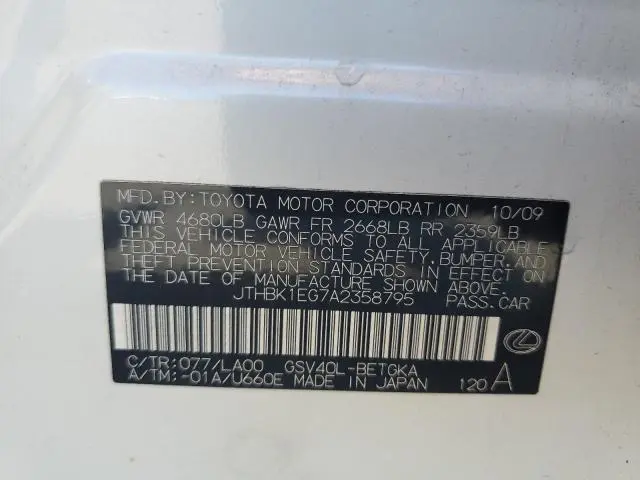 MFD. BY: TOYOTA MOTOR CORPORATION 10/09
GVWR 4680LB GAWR FR 2668LB RR 2359LB
THIS VEHICLE CONFORMS TO ALL APPLICABLE
FEDERAL MOTOR VEHICLE SAFETY, BUMPER, AND
THEFT PREVENTION STANDARDS IN EFFECT ON
THE DATE OF MANUFACTURE SHOWN ABOVE.
JTHBK1EG7A2358795 PASS.CAR
C/TR:077/LA00 GSV40L-BETGKA
A/TM:-01A/U660E MADE IN JAPAN 120 A